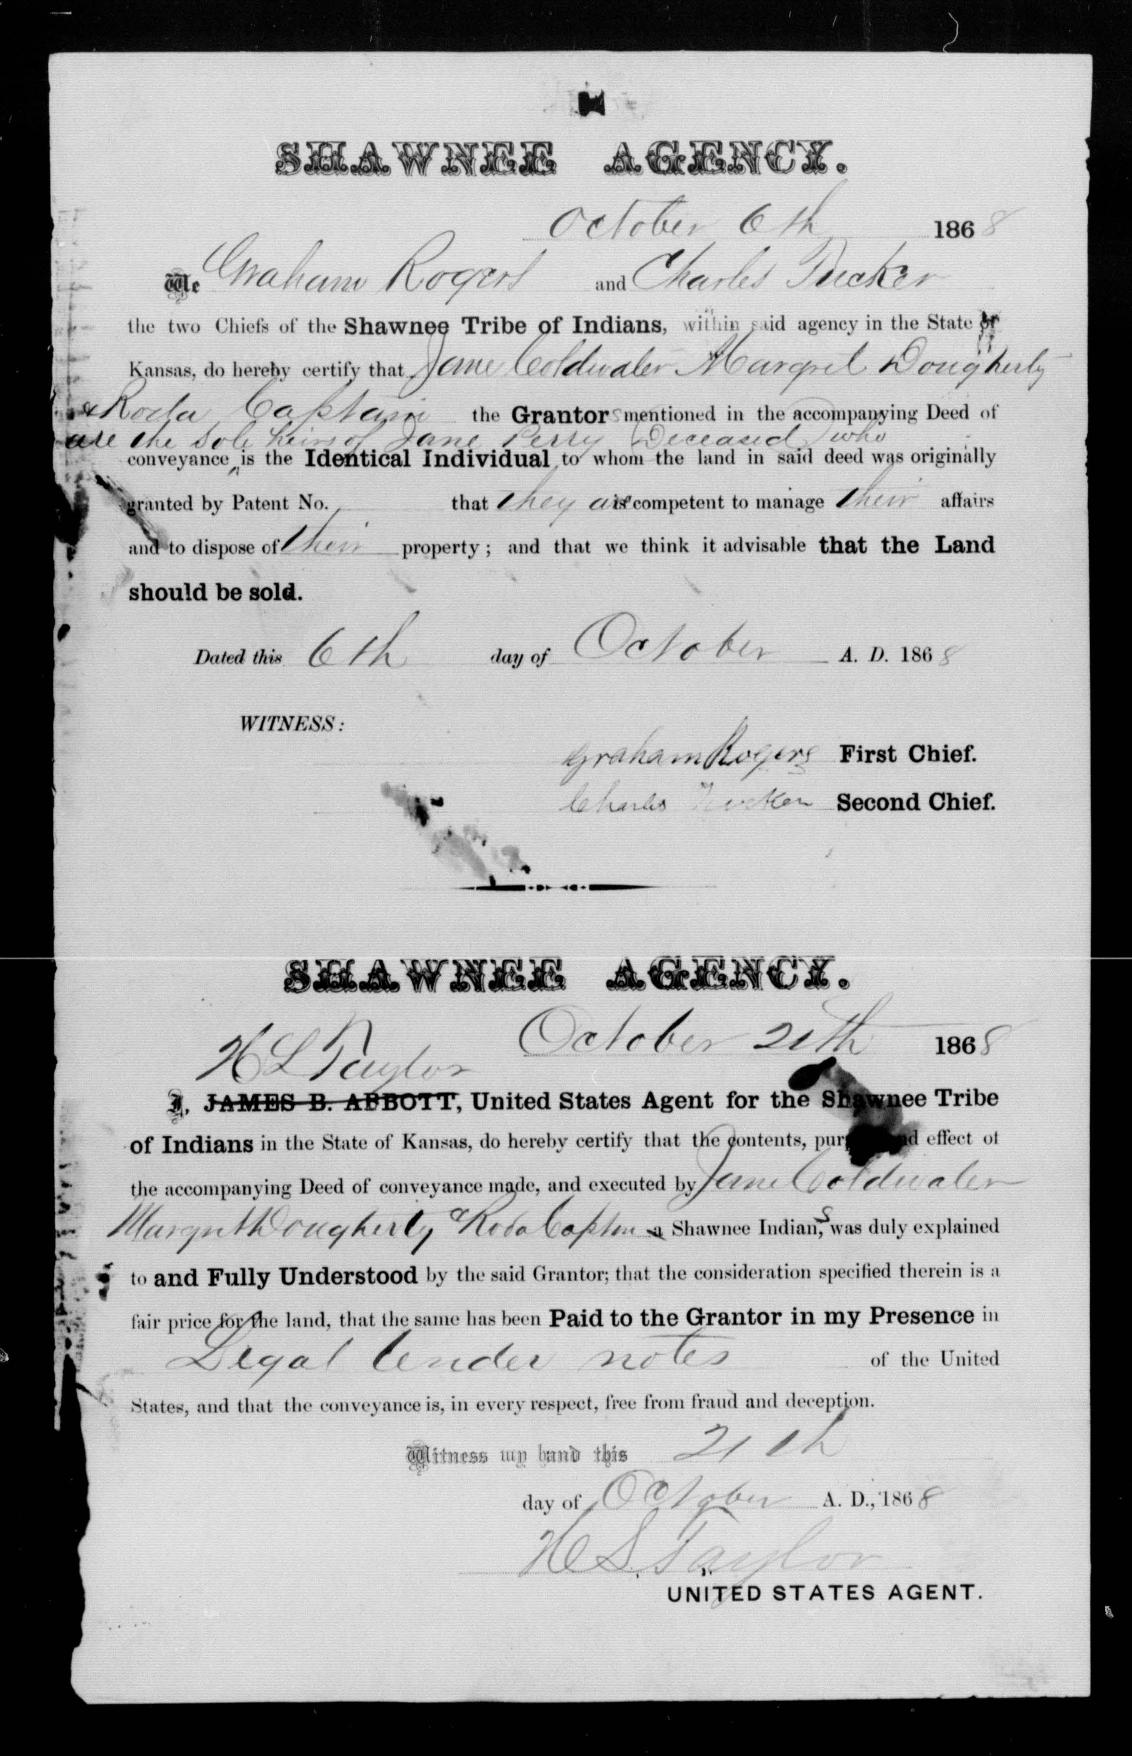 SHAWNEE AGENCY.
October 6th 1868
We Graham Rogers and Charles Tucker
the two Chiefs of the Shawnee Tribe of Indians, within said agency in the State of
Kansas, do hereby certify that Jane Coldwater Margret Dougherty
& Roda Captain the Grantors mentioned in the accompanying Deed of
are the sole heirs of Jane Perry Deceased who
conveyance ‸ is the Identical Individual to whom the land in said deed was originally
granted by Patent No. that they are competent to manage their affairs
and to dispose of their property; and that we think it advisable that the Land
should be sold.
Dated this 6th day of October A. D. 1868
WITNESS:
Graham Rogers First Chief.
Charles Tucker Second Chief.
SHAWNEE AGENCY.
October 21th 1868
H L Taylor
I, JAMES B. ABBOTT, United States Agent for the Shawnee Tribe
of Indians in the State of Kansas, do hereby certify that the contents, and effect of
the accompanying Deed of conveyance made, and executed by Jane Coldwater
Margret Dougherty & Roda Captin a Shawnee Indians, was duly explained
to and Fully Understood by the said Grantor; that the consideration specified therein is a
fair price for the land, that the same has been Paid to the Grantor in my Presence in
Legal tender notes of the United
States, and that the conveyance is, in every respect, free from fraud and deception.
Witness my hand this 21th
day of October A. D., 1868
H L Taylor
UNITED STATES AGENT.